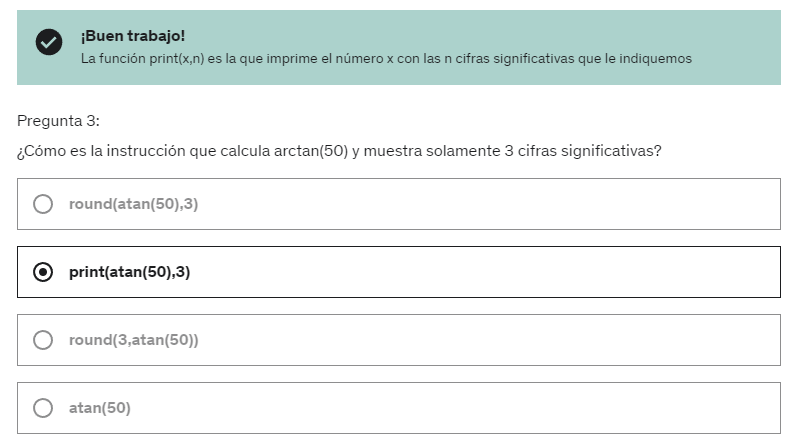 ¡Buen trabajo!
La función print(x,n) es la que imprime el número x con las n cifras significativas que le indiquemos
Pregunta 3:
¿Cómo es la instrucción que calcula arctan(50) y muestra solamente 3 cifras significativas?
round(atan(50),3)
print(atan(50),3)
round(3,atan(50))
atan(50)